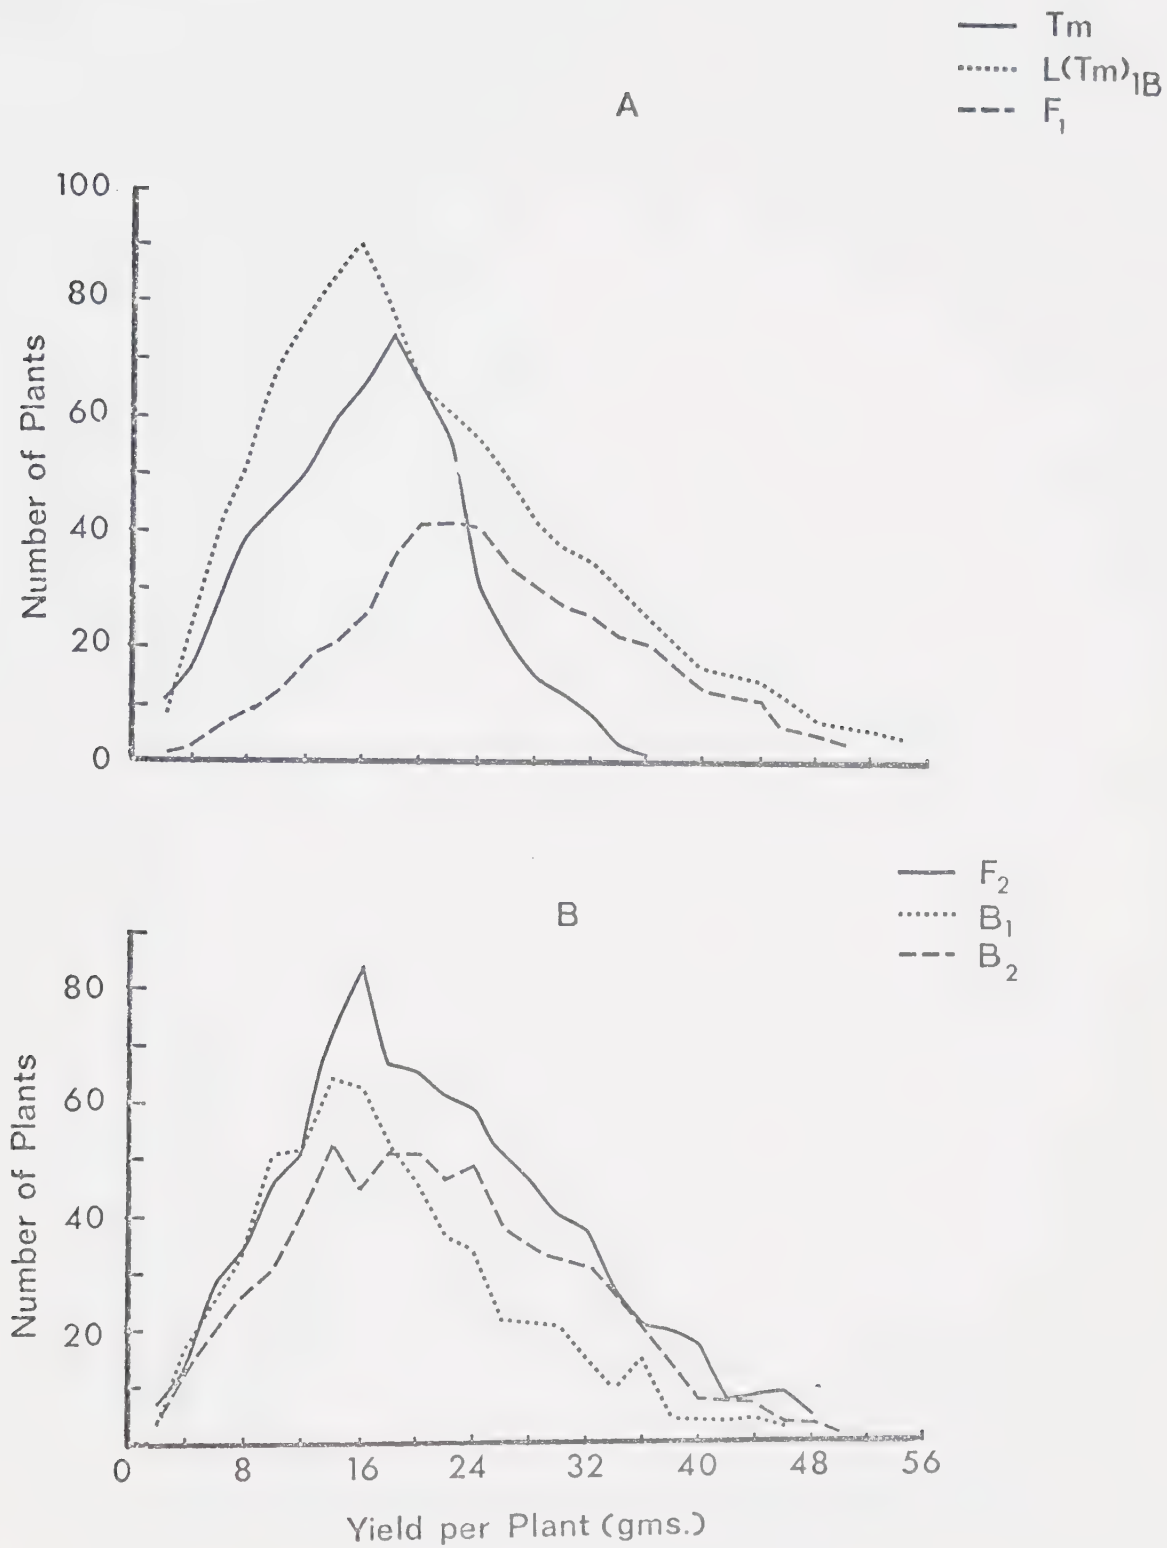 Tm
L(Tm)1B
F1
A
100
80
60
40
20
0
Number of Plants
F2
B1
B2
B
80
60
40
20
Number of Plants
0 8 16 24 32 40 48 56
Yield per Plant (gms.)